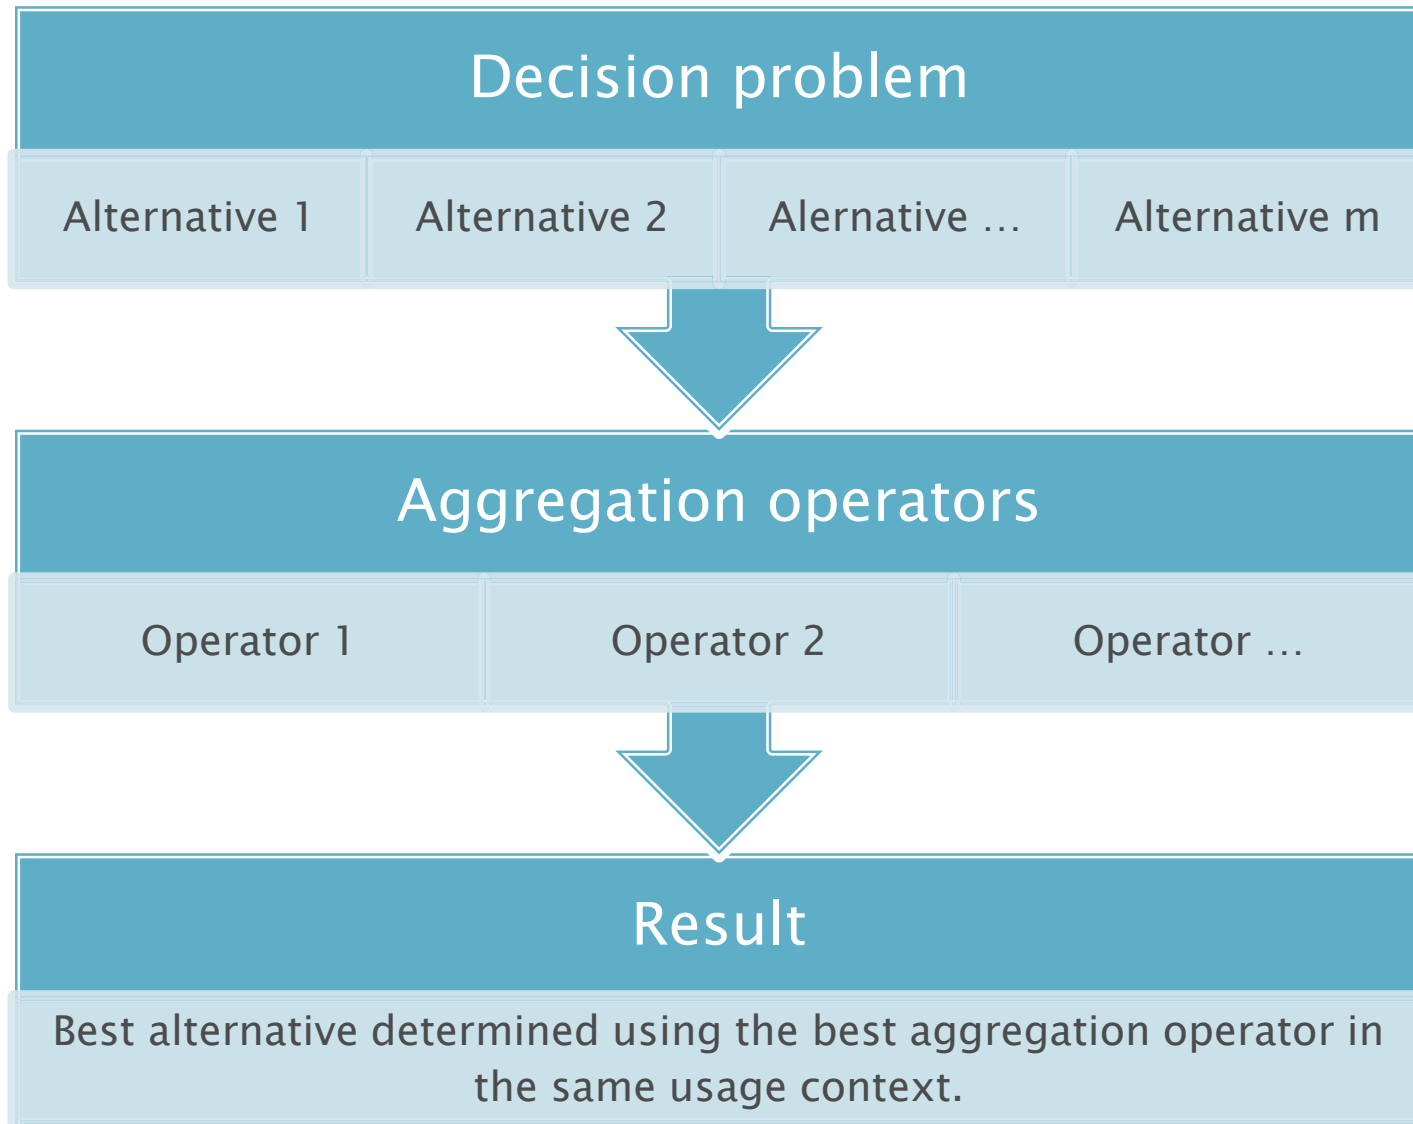 Decision problem
Alternative 1 Alternative 2 Alernative … Alternative m
Aggregation operators
Operator 1 Operator 2 Operator …
Result
Best alternative determined using the best aggregation operator in
the same usage context.